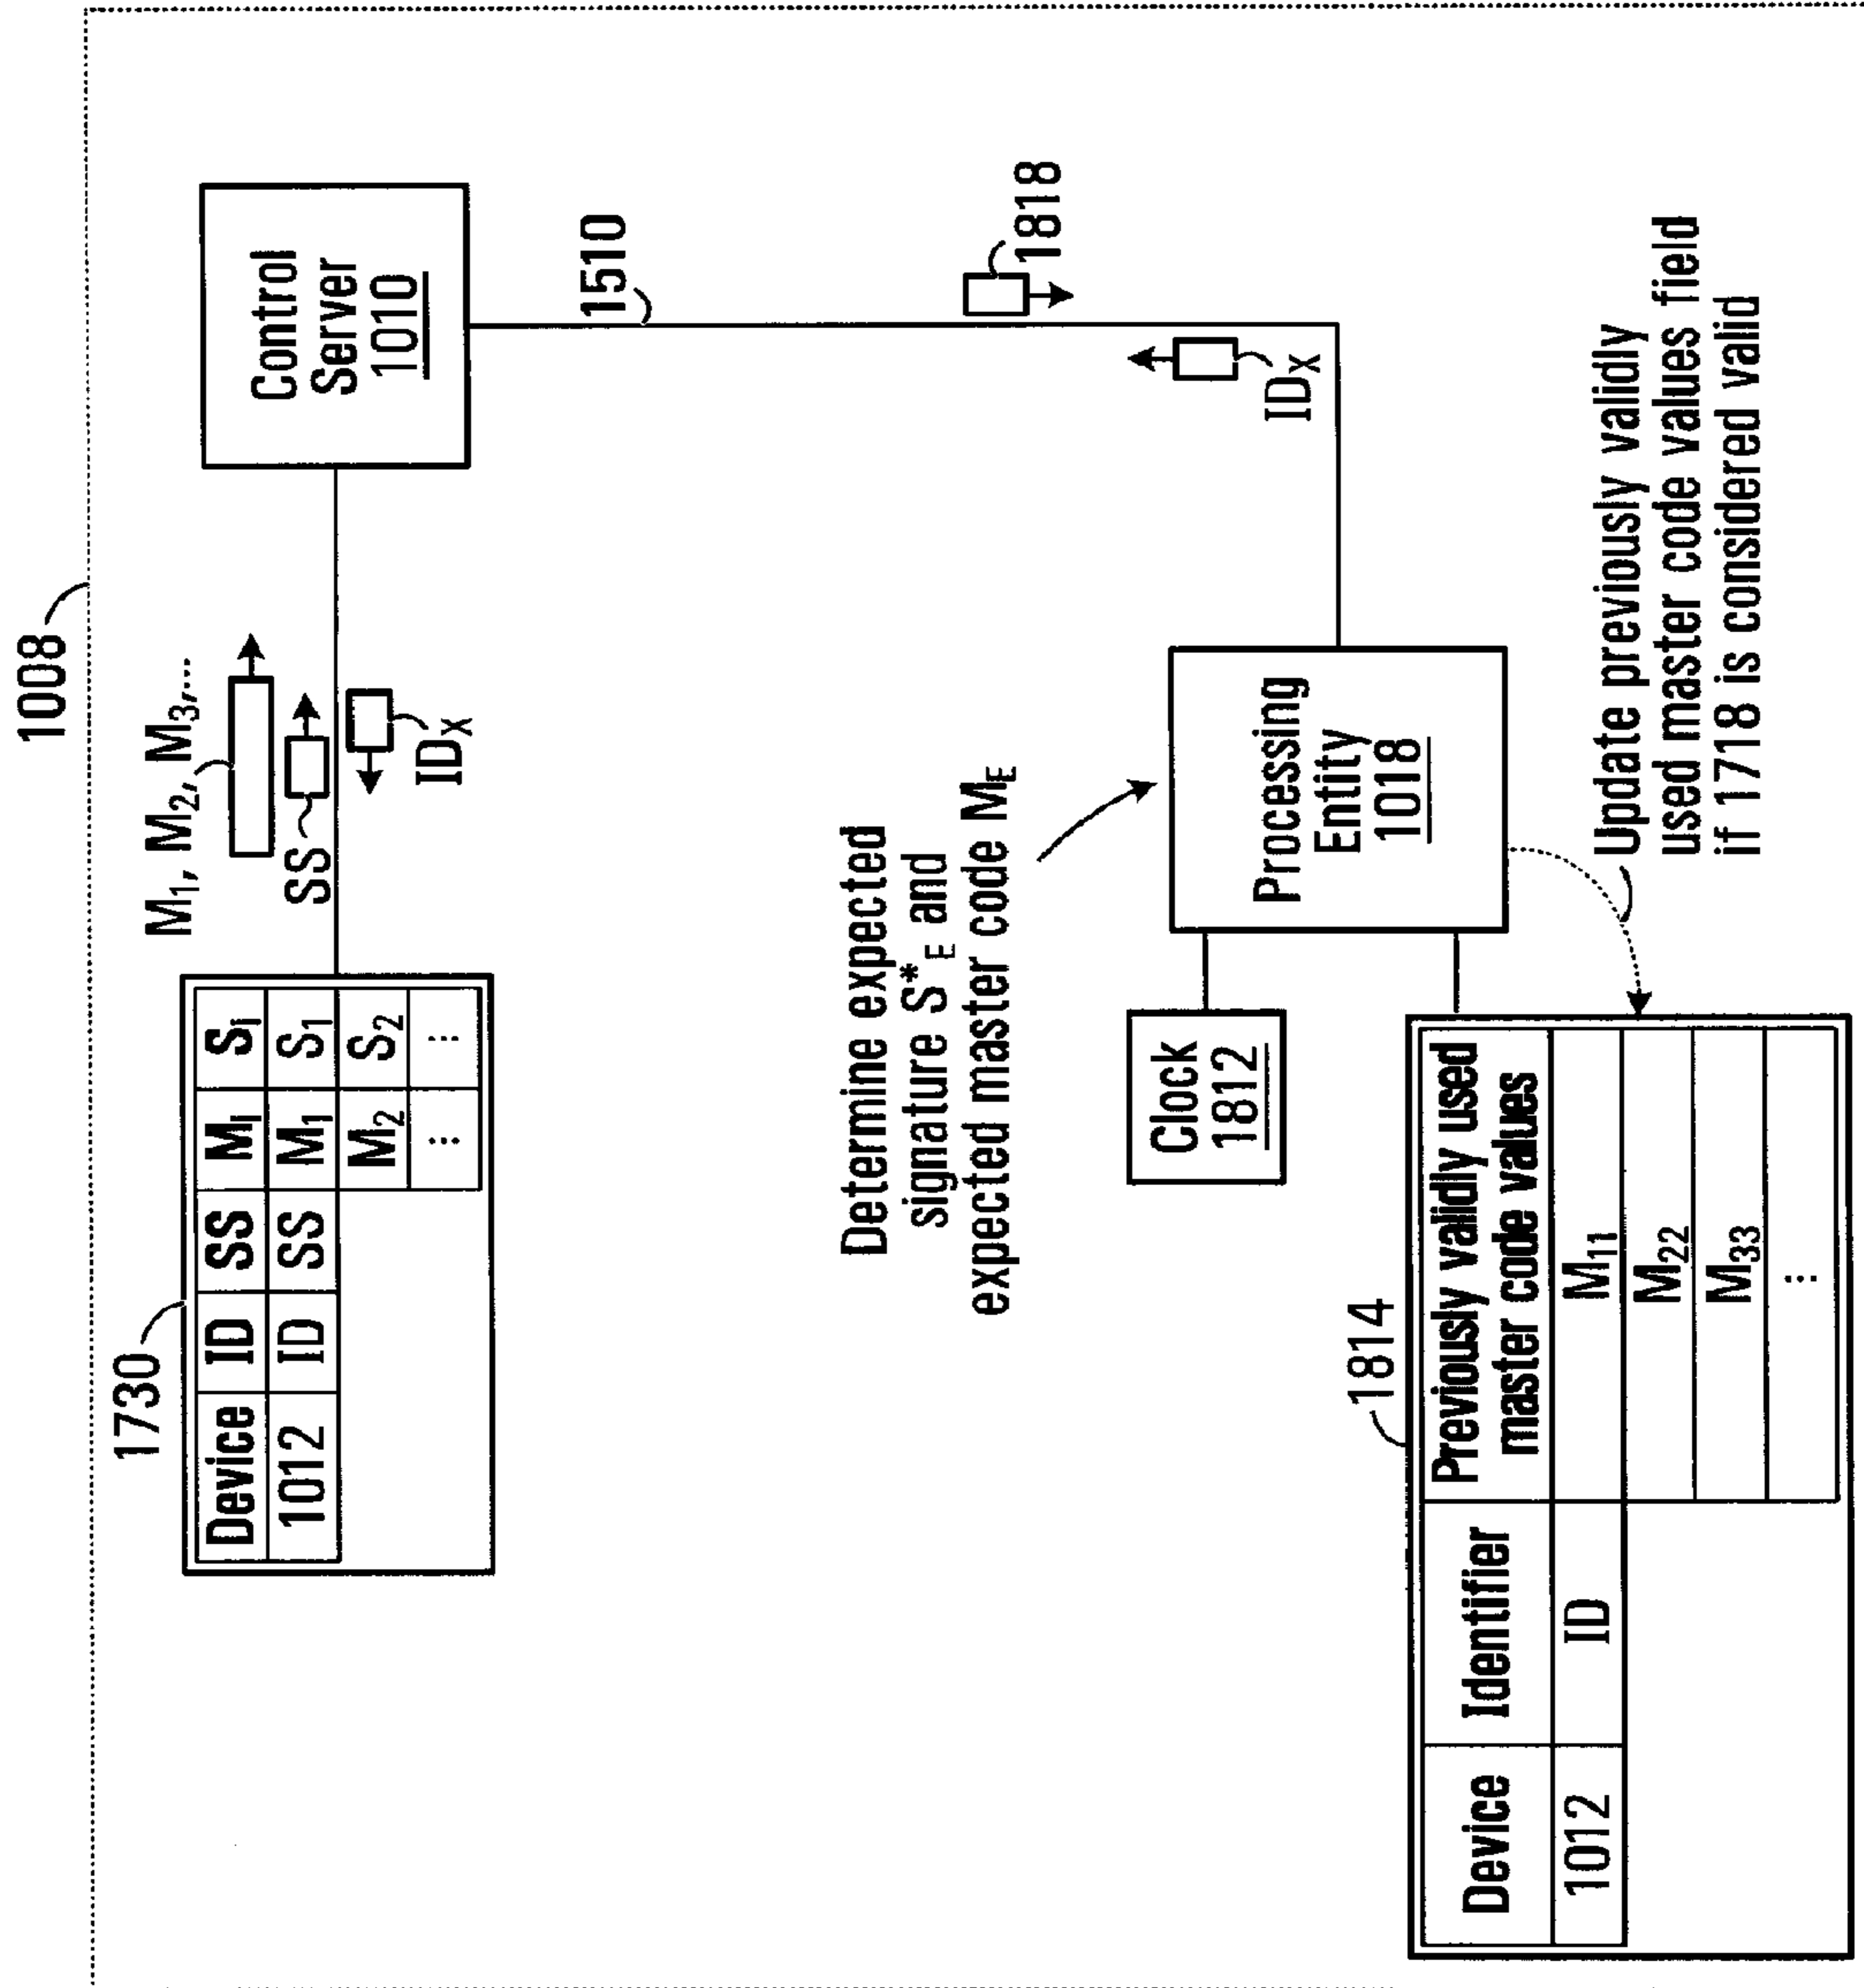 1008
1730
Device ID SS Mᵢ Sᵢ
1012 ID SS M₁ S₁
M₂ S₂
⋮ ⋮
M₁, M₂, M₃,...
SS
IDₓ
Control
Server
1010
1510
1818
IDₓ
Determine expected
signature S*ᴇ and
expected master code Mᴇ
Clock
1812
Processing
Entity
1018
1814
Device Identifier Previously validly used
master code values
1012 ID M₁₁
M₂₂
M₃₃
⋮
Update previously validly
used master code values field
if 1718 is considered valid